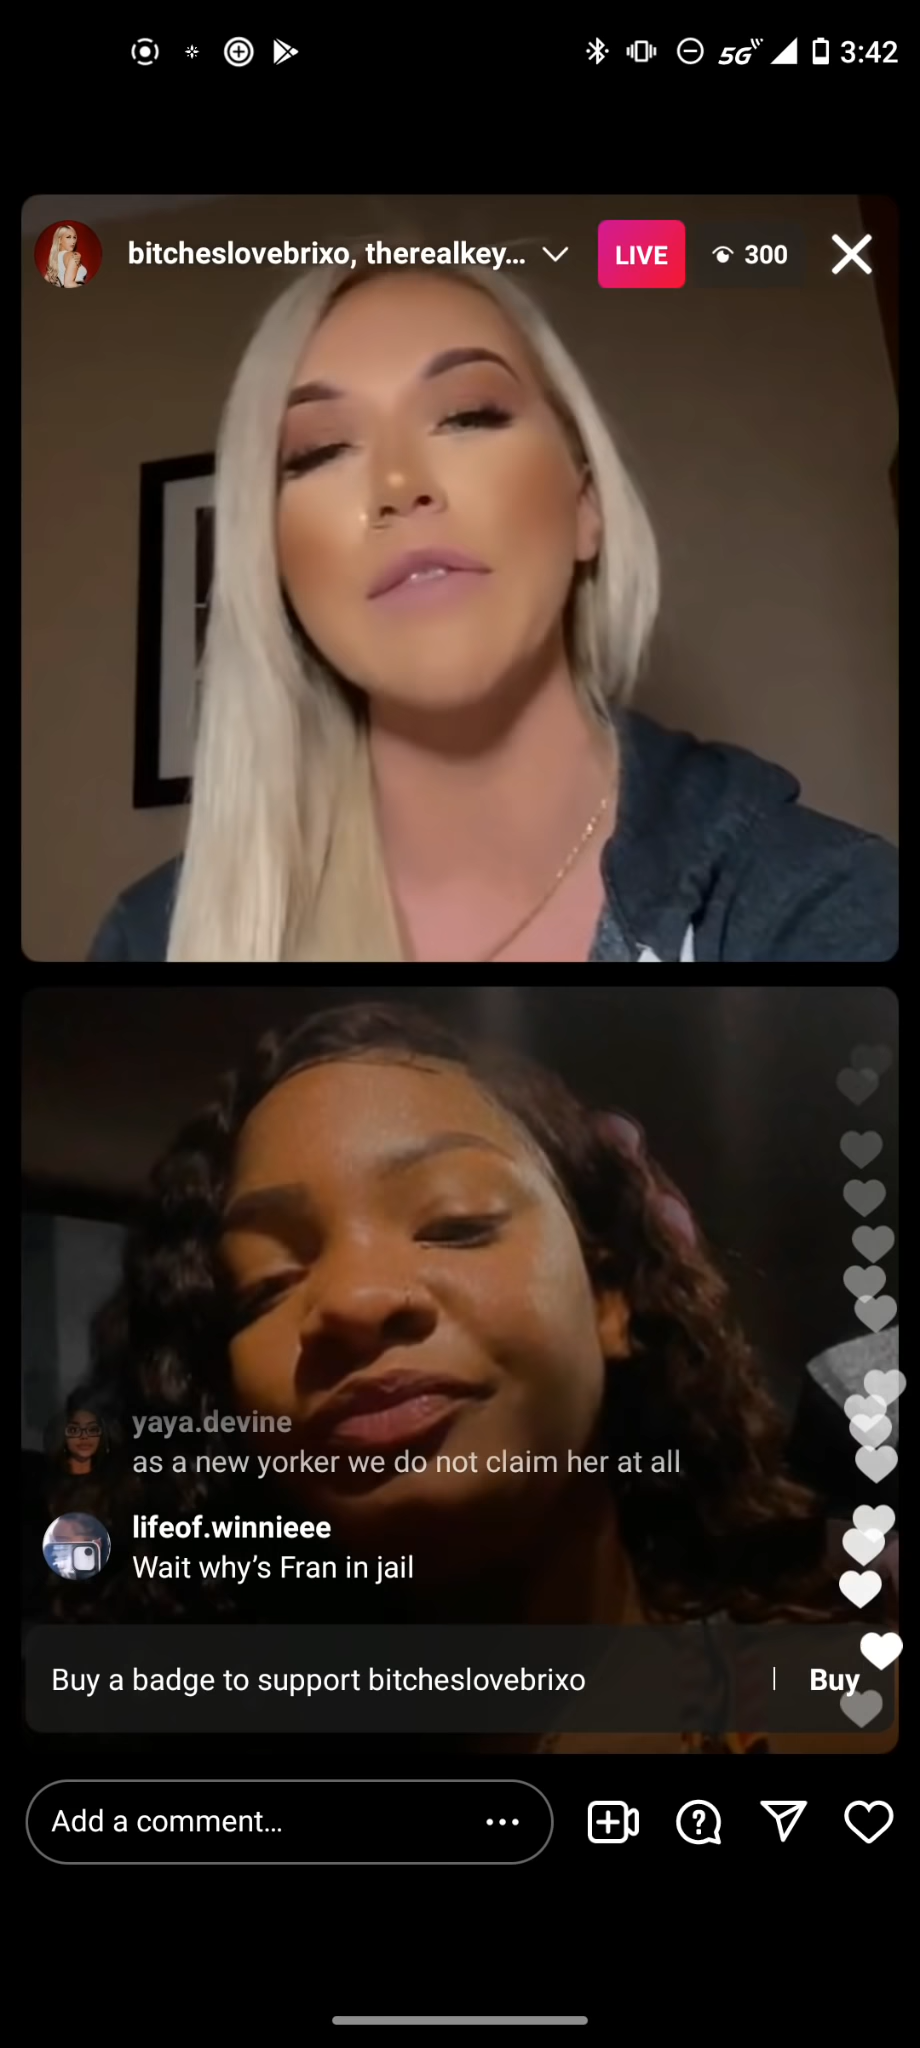 5G 3:42
bitcheslovebrixo, therealkey... LIVE 300
yaya.devine
as a new yorker we do not claim her at all
lifeof.winnieee
Wait why's Fran in jail
Buy a badge to support bitcheslovebrixo | Buy
Add a comment...